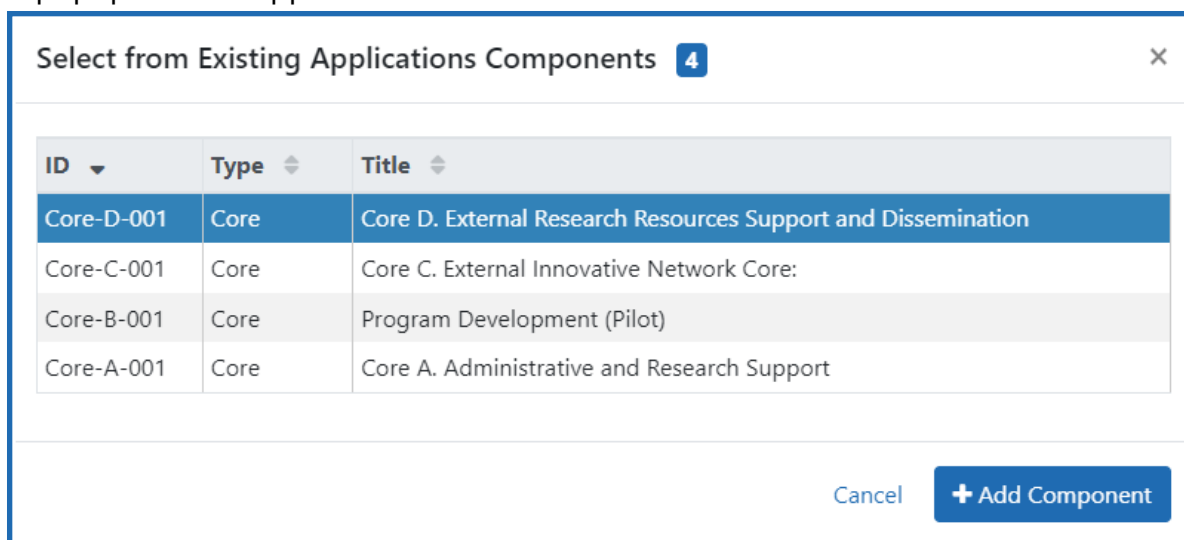 Select from Existing Applications Components 4 ×
ID Type Title
Core-D-001 Core Core D. External Research Resources Support and Dissemination
Core-C-001 Core Core C. External Innovative Network Core:
Core-B-001 Core Program Development (Pilot)
Core-A-001 Core Core A. Administrative and Research Support
Cancel + Add Component